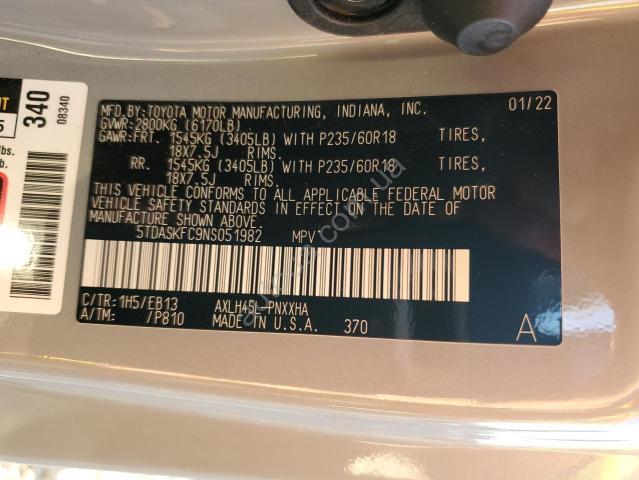 MFD.BY:TOYOTA MOTOR MANUFACTURING, INDIANA, INC. 01/22
GVWR:2800KG (6170LB)
GAWR:FRT. 1545KG (3405LB) WITH P235/60R18 TIRES,
18X7.5J RIMS.
RR. 1545KG (3405LB) WITH P235/60R18 TIRES,
18X7.5J RIMS.
THIS VEHICLE CONFORMS TO ALL APPLICABLE FEDERAL MOTOR
VEHICLE SAFETY STANDARDS IN EFFECT ON THE DATE OF
MANUFACTURE SHOWN ABOVE.
5TDASKFC9NS051982 MPV
C/TR:1H5/EB13 AXLH45L-PNXXHA
A/TM: /P810 MADE IN U.S.A. 370 A
340
08340
5
lbs.